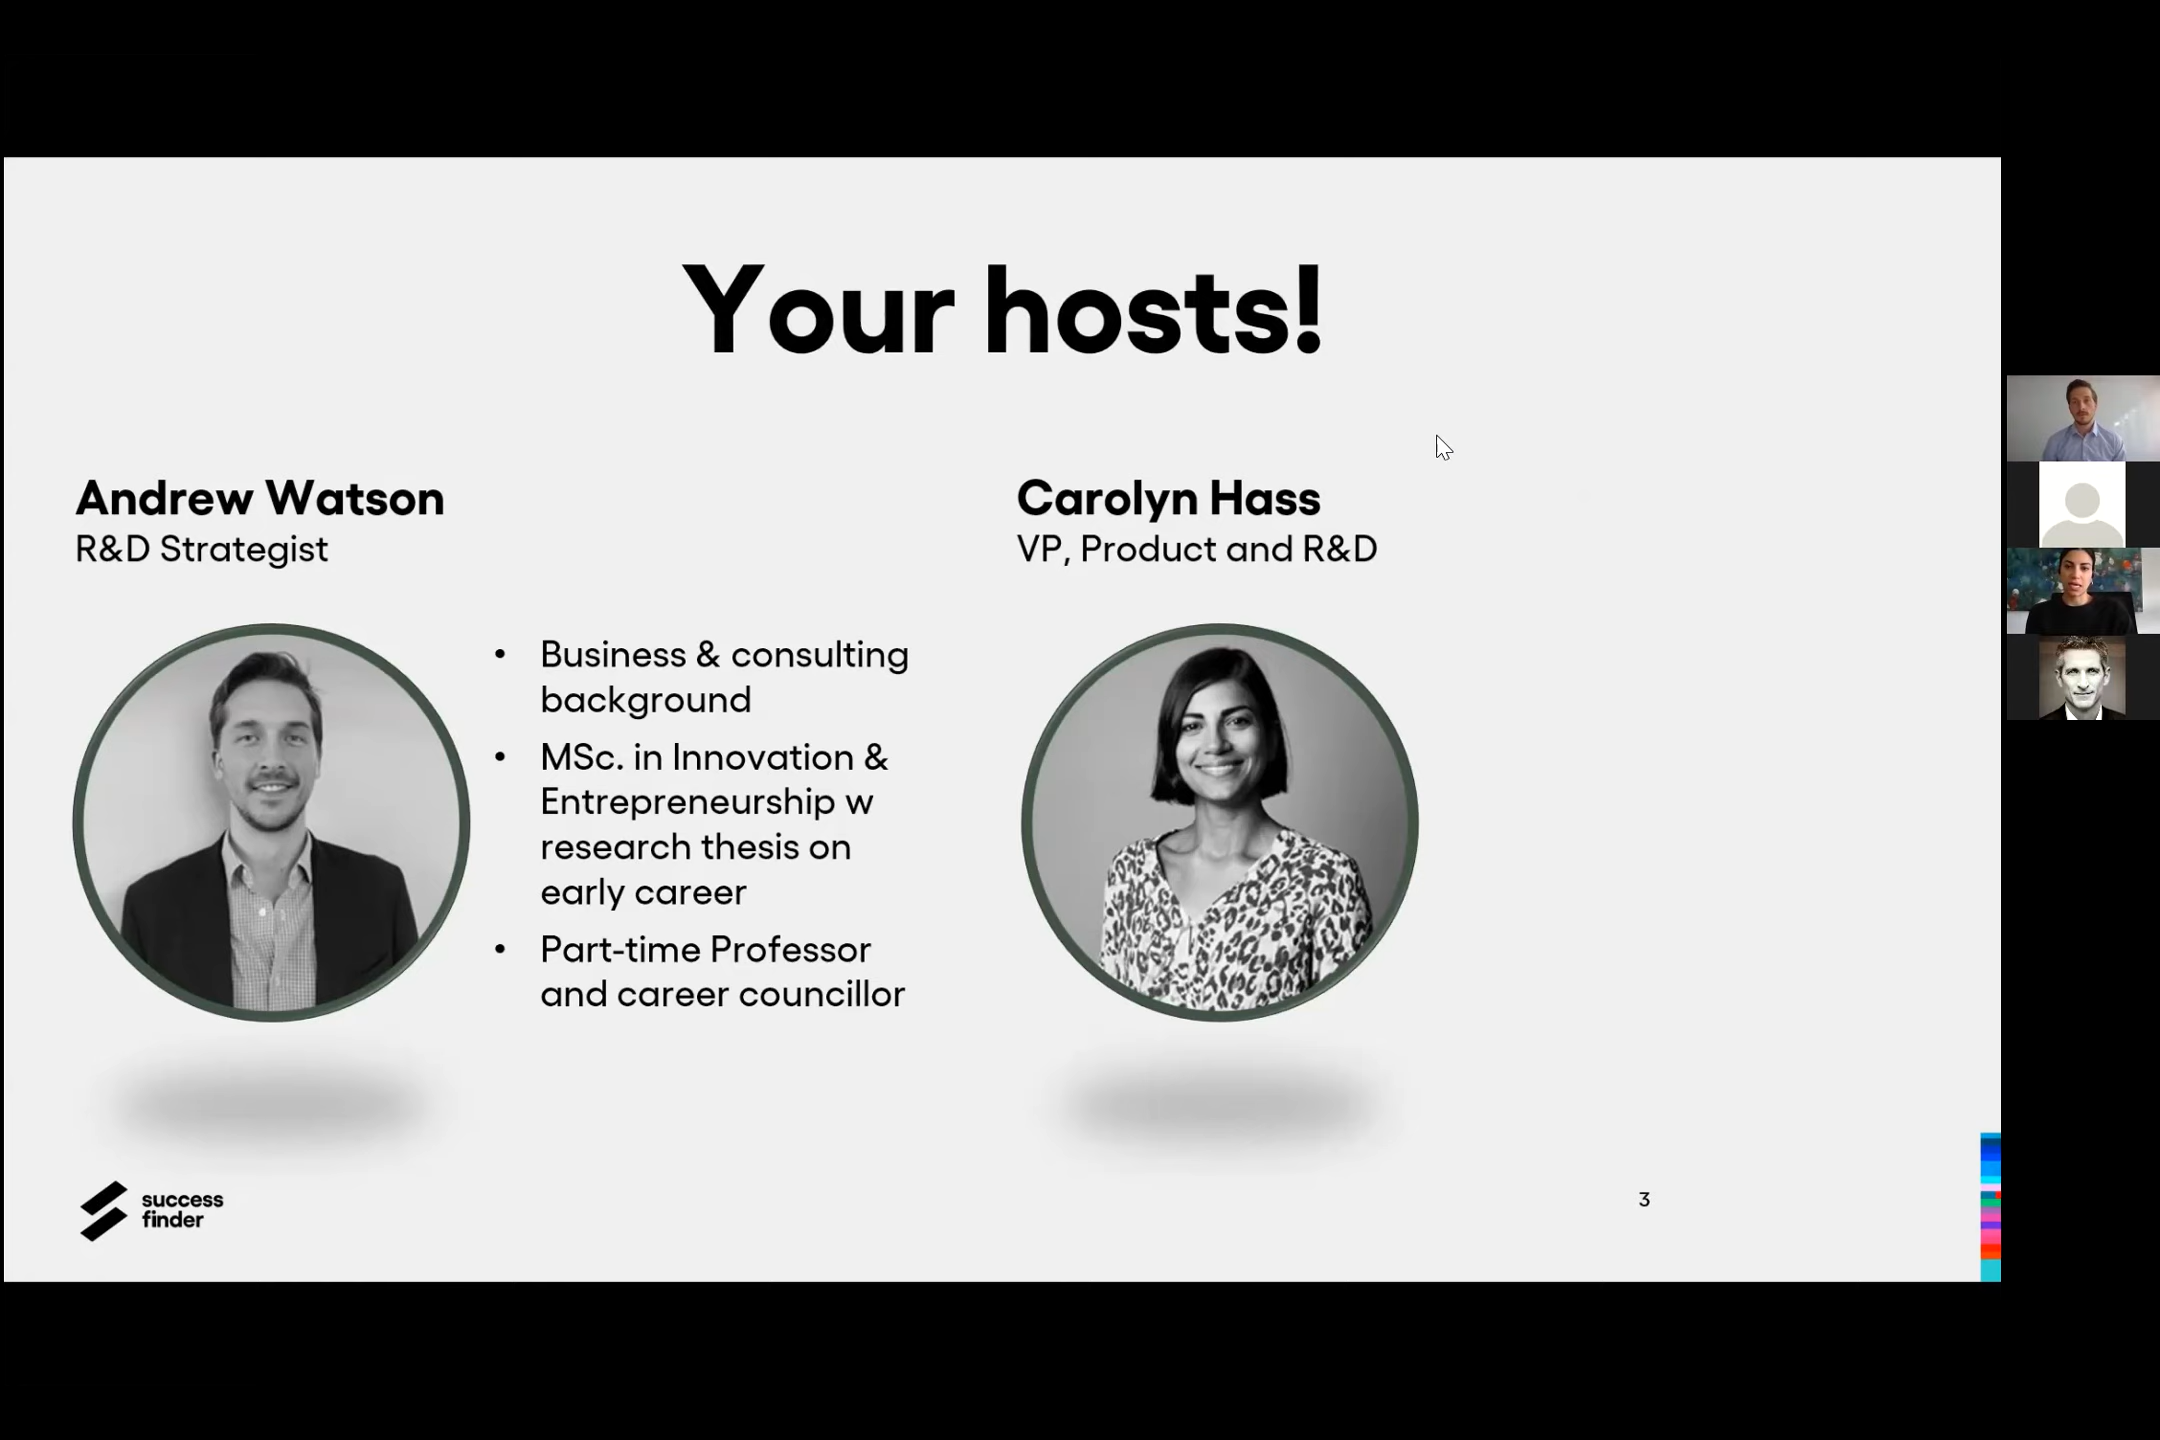 Your hosts!
Andrew Watson
R&D Strategist
• Business & consulting
background
• MSc. in Innovation &
Entrepreneurship w
research thesis on
early career
• Part-time Professor
and career councillor
Carolyn Hass
VP, Product and R&D
success
finder
3